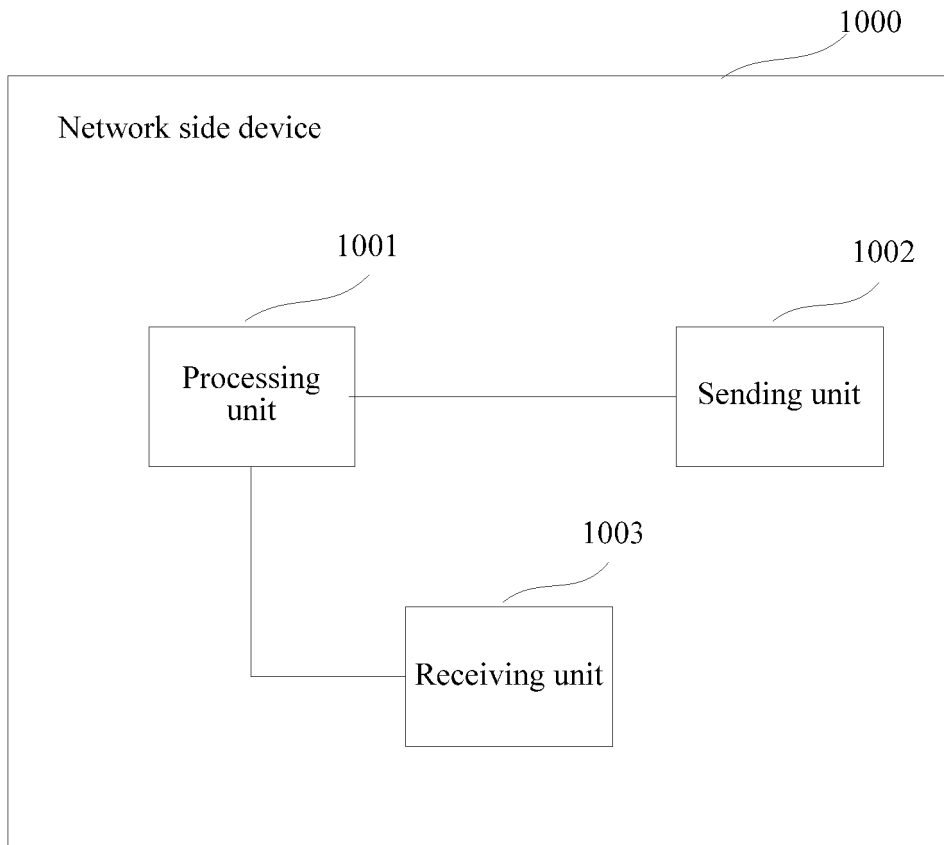 1000
Network side device
1001
1002
Processing
unit
Sending unit
1003
Receiving unit